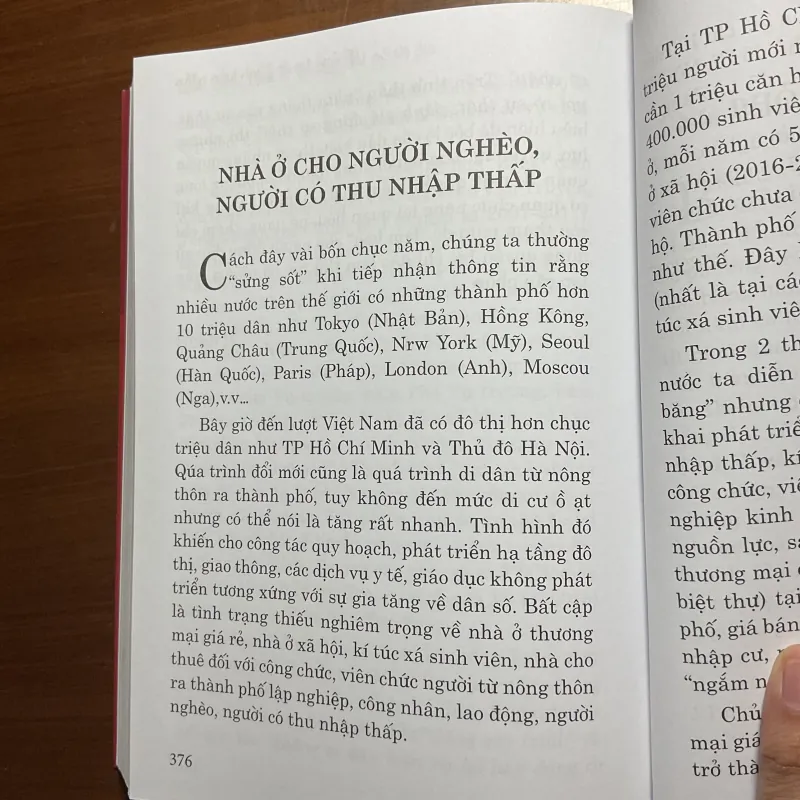 NHÀ Ở CHO NGƯỜI NGHÈO,
NGƯỜI CÓ THU NHẬP THẤP
Cách đây vài bốn chục năm, chúng ta thường
“sửng sốt” khi tiếp nhận thông tin rằng
nhiều nước trên thế giới có những thành phố hơn
10 triệu dân như Tokyo (Nhật Bản), Hồng Kông,
Quảng Châu (Trung Quốc), Nrw York (Mỹ), Seoul
(Hàn Quốc), Paris (Pháp), London (Anh), Moscou
(Nga),v.v...
Bây giờ đến lượt Việt Nam đã có đô thị hơn chục
triệu dân như TP Hồ Chí Minh và Thủ đô Hà Nội.
Qúa trình đổi mới cũng là quá trình di dân từ nông
thôn ra thành phố, tuy không đến mức di cư ồ ạt
nhưng có thể nói là tăng rất nhanh. Tình hình đó
khiến cho công tác quy hoạch, phát triển hạ tầng đô
thị, giao thông, các dịch vụ y tế, giáo dục không phát
triển tương xứng với sự gia tăng về dân số. Bất cập
là tình trạng thiếu nghiêm trọng về nhà ở thương
mại giá rẻ, nhà ở xã hội, kí túc xá sinh viên, nhà cho
thuê đối với công chức, viên chức người từ nông thôn
ra thành phố lập nghiệp, công nhân, lao động, người
nghèo, người có thu nhập thấp.
376
Tại TP Hồ
triệu người mới
cần 1 triệu căn
400.000 sinh
ở, mỗi năm có
ở xã hội
viên chức chưa
hộ. Thành phố
như thế. Đây
(nhất là tại
túc xá sinh
Trong 2
nước ta diễn
băng” nhưng
khai phát
nhập thấp,
công chức,
nghiệp kinh
nguồn lực,
thương mại
biệt thự) tại
phố, giá bán
nhập cư,
“ngắm
Chủ
mại giá
trở